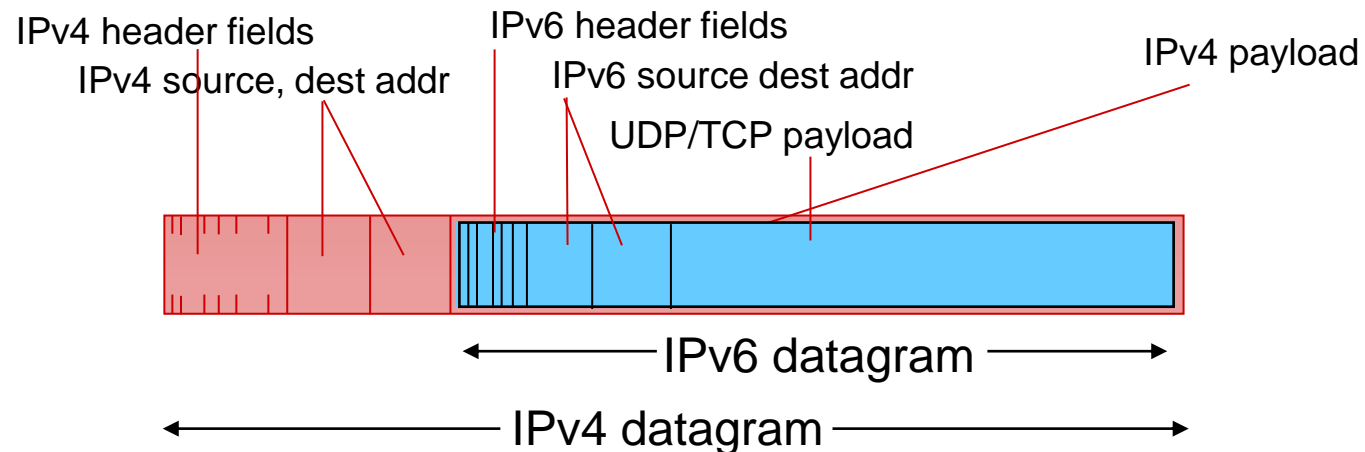 IPv4 header fields
IPv6 header fields
IPv4 payload
IPv4 source, dest addr
IPv6 source dest addr
UDP/TCP payload
IPv6 datagram
IPv4 datagram